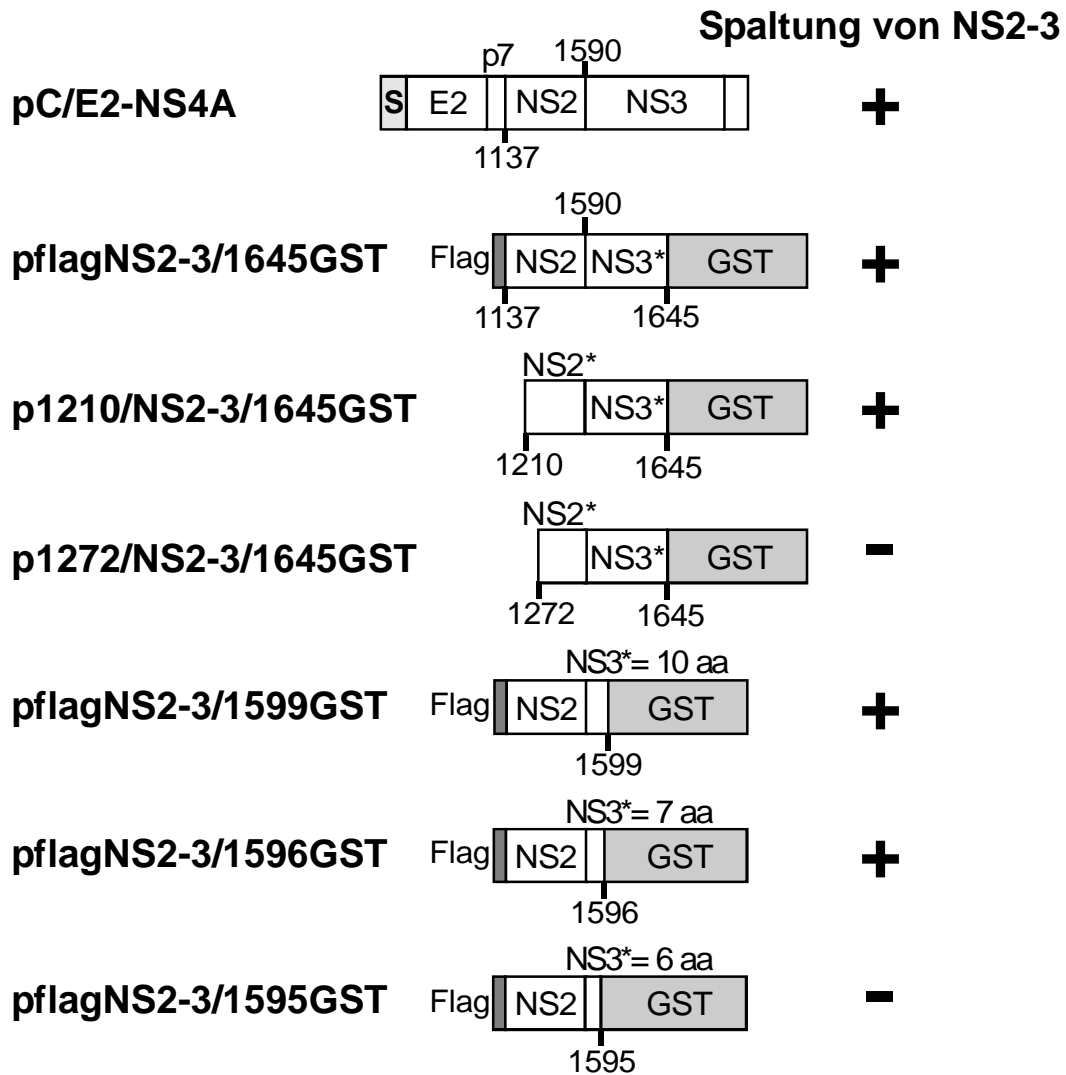 Spaltung von NS2-3
p7 1590
pC/E2-NS4A S E2 NS2 NS3 +
1137
1590
pflagNS2-3/1645GST Flag NS2 NS3* GST +
1137 1645
NS2*
p1210/NS2-3/1645GST NS3* GST +
1210 1645
NS2*
p1272/NS2-3/1645GST NS3* GST -
1272 1645
NS3*= 10 aa
pflagNS2-3/1599GST Flag NS2 GST +
1599
NS3*= 7 aa
pflagNS2-3/1596GST Flag NS2 GST +
1596
NS3*= 6 aa
pflagNS2-3/1595GST Flag NS2 GST -
1595